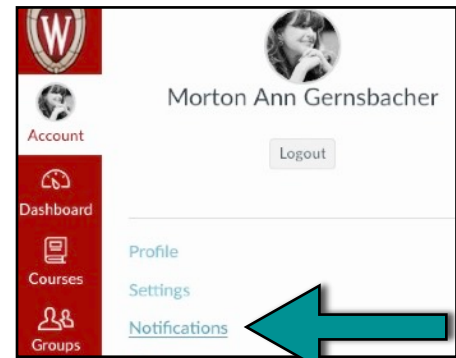 W
Account
Dashboard
Courses
Groups
Morton Ann Gernsbacher
Logout
Profile
Settings
Notifications